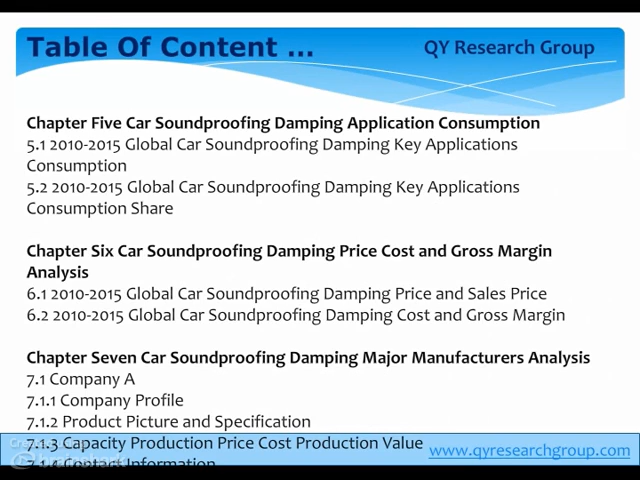 Table Of Content ...
QY Research Group
Chapter Five Car Soundproofing Damping Application Consumption
5.1 2010-2015 Global Car Soundproofing Damping Key Applications
Consumption
5.2 2010-2015 Global Car Soundproofing Damping Key Applications
Consumption Share
Chapter Six Car Soundproofing Damping Price Cost and Gross Margin
Analysis
6.1 2010-2015 Global Car Soundproofing Damping Price and Sales Price
6.2 2010-2015 Global Car Soundproofing Damping Cost and Gross Margin
Chapter Seven Car Soundproofing Damping Major Manufacturers Analysis
7.1 Company A
7.1.1 Company Profile
7.1.2 Product Picture and Specification
7.1.3 Capacity Production Price Cost Production Value
www.qyresearchgroup.com
7.1.4 Contact Information